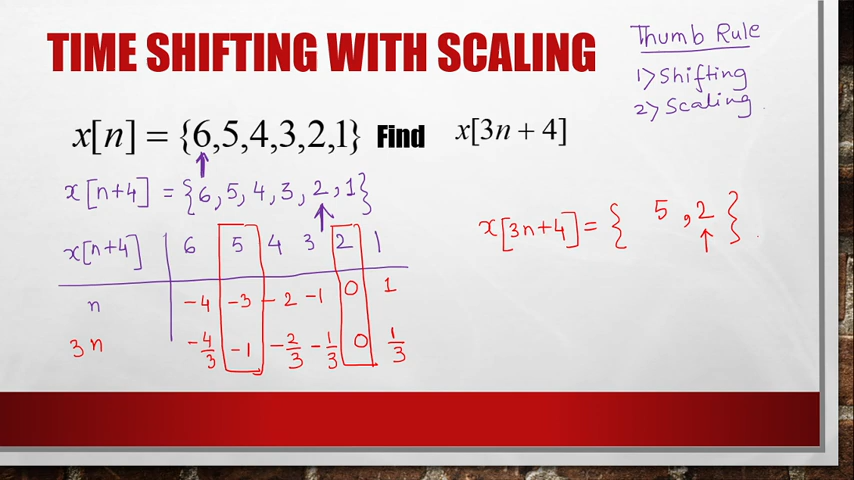 TIME SHIFTING WITH SCALING
Thumb Rule
1) Shifting
2) Scaling
x[n] = {6,5,4,3,2,1} Find x[3n + 4]
↑
x[n+4] = {6, 5, 4, 3, 2, 1}
↑
x[n+4] 6 5 4 3 2 1
n -4 -3 -2 -1 0 1
3n -4/3 -1 -2/3 -1/3 0 1/3
x[3n+4] = { 5, 2 }
↑